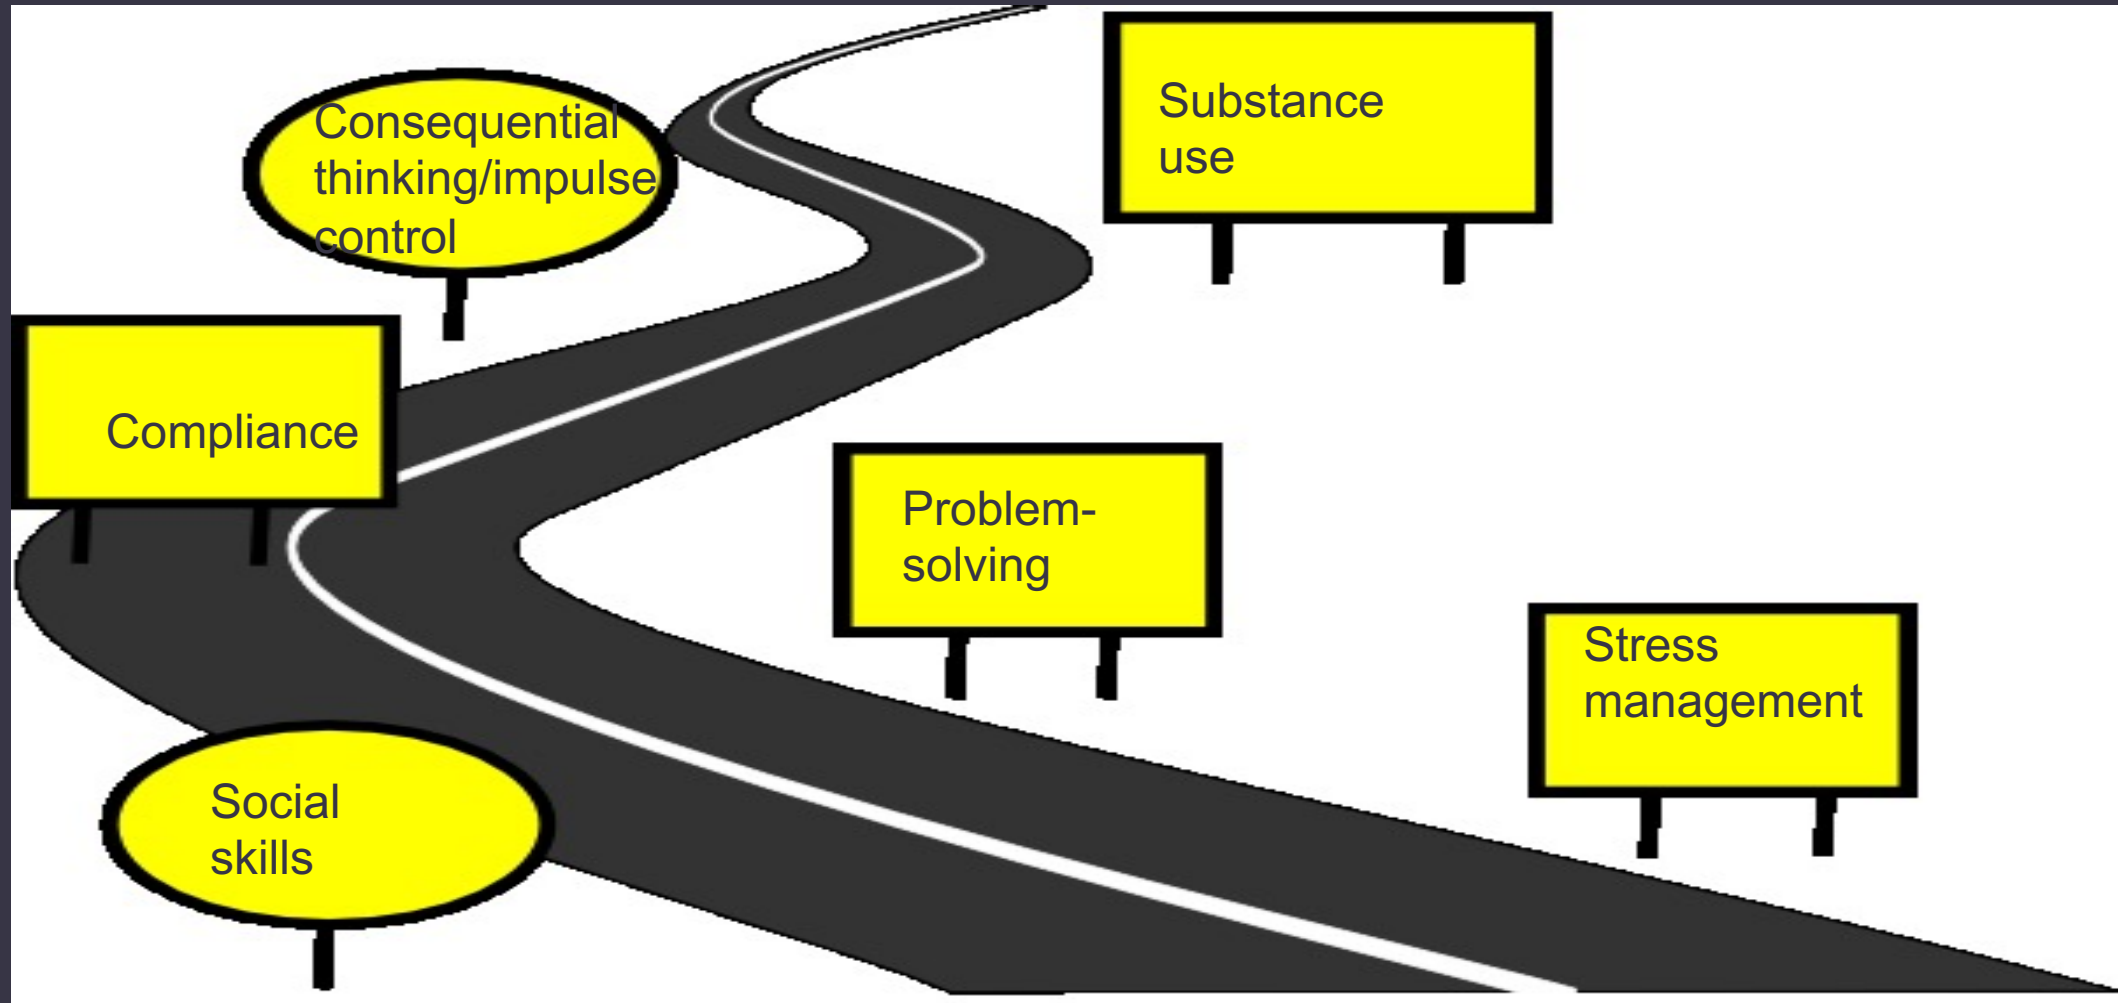 Consequential
thinking/impulse
control
Substance
use
Compliance
Problem-
solving
Stress
management
Social
skills